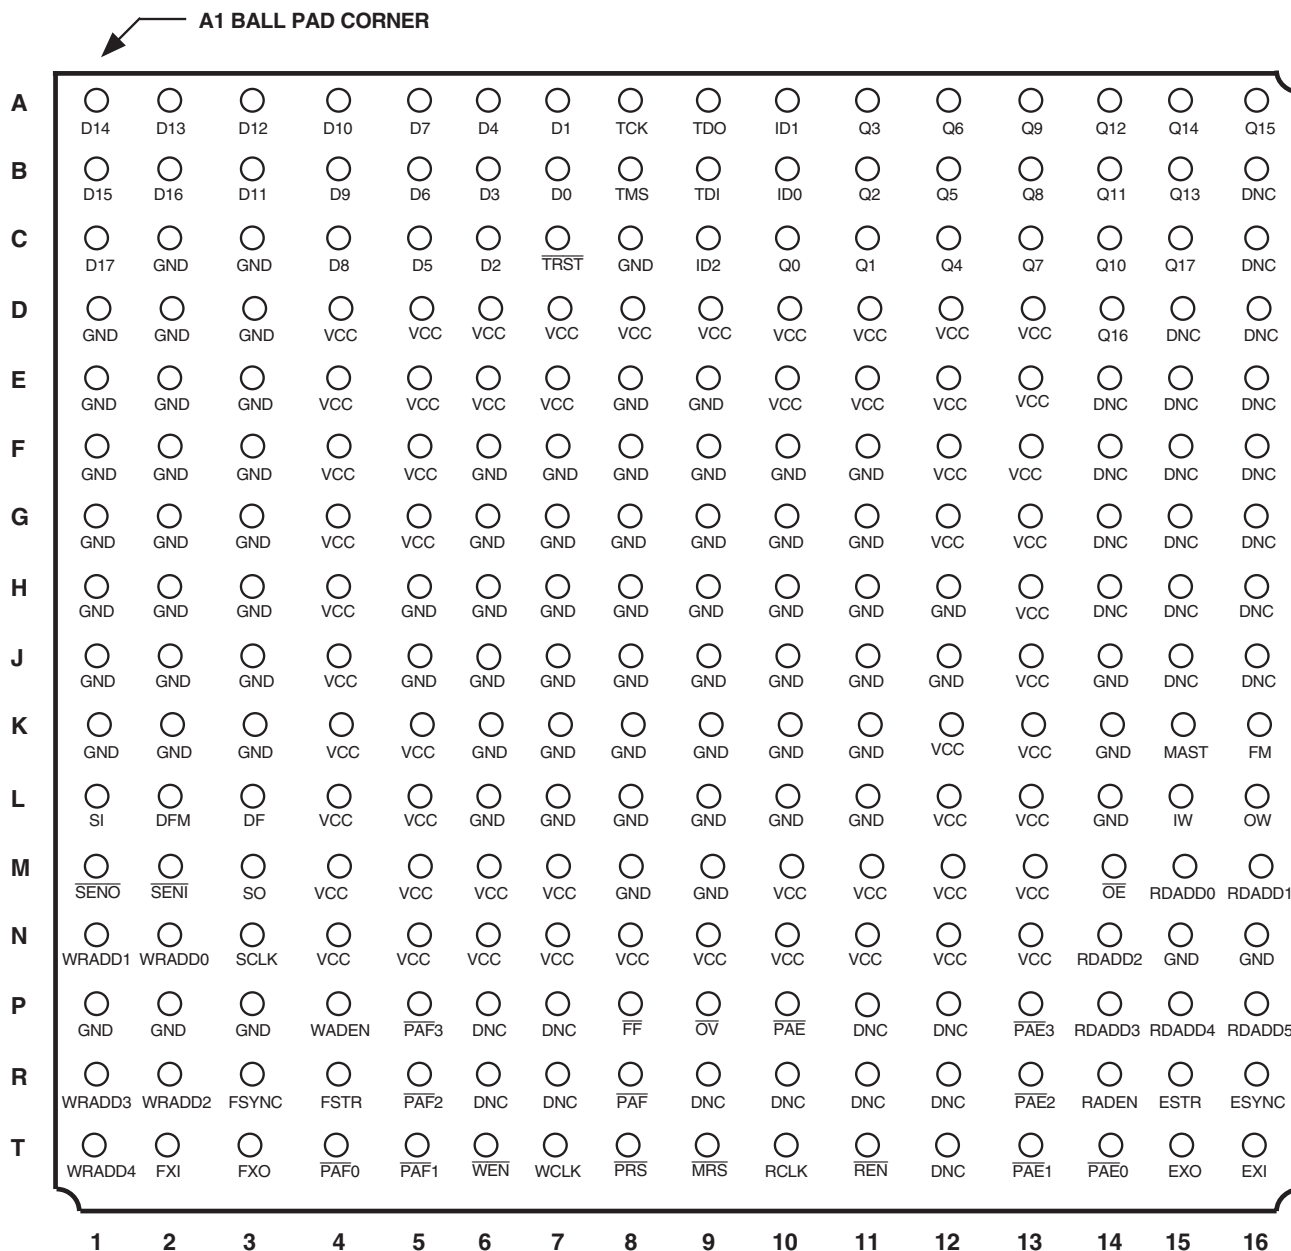 A1 BALL PAD CORNER
A
D14 D13 D12 D10 D7 D4 D1 TCK TDO ID1 Q3 Q6 Q9 Q12 Q14 Q15
B
D15 D16 D11 D9 D6 D3 D0 TMS TDI ID0 Q2 Q5 Q8 Q11 Q13 DNC
C
D17 GND GND D8 D5 D2 TRST GND ID2 Q0 Q1 Q4 Q7 Q10 Q17 DNC
D
GND GND GND VCC VCC VCC VCC VCC VCC VCC VCC VCC VCC Q16 DNC DNC
E
GND GND GND VCC VCC VCC VCC GND GND VCC VCC VCC VCC DNC DNC DNC
F
GND GND GND VCC VCC GND GND GND GND GND GND VCC VCC DNC DNC DNC
G
GND GND GND VCC VCC GND GND GND GND GND GND VCC VCC DNC DNC DNC
H
GND GND GND VCC GND GND GND GND GND GND GND GND VCC DNC DNC DNC
J
GND GND GND VCC GND GND GND GND GND GND GND GND VCC GND DNC DNC
K
GND GND GND VCC VCC GND GND GND GND GND GND VCC VCC GND MAST FM
L
SI DFM DF VCC VCC GND GND GND GND GND GND VCC VCC GND IW OW
M
SENO SENI SO VCC VCC VCC VCC GND GND VCC VCC VCC VCC OE RDADD0 RDADD1
N
WRADD1 WRADD0 SCLK VCC VCC VCC VCC VCC VCC VCC VCC VCC VCC RDADD2 GND GND
P
GND GND GND WADEN PAF3 DNC DNC FF OV PAE DNC DNC PAE3 RDADD3 RDADD4 RDADD5
R
WRADD3 WRADD2 FSYNC FSTR PAF2 DNC DNC PAF DNC DNC DNC DNC PAE2 RADEN ESTR ESYNC
T
WRADD4 FXI FXO PAF0 PAF1 WEN WCLK PRS MRS RCLK REN DNC PAE1 PAE0 EXO EXI
1 2 3 4 5 6 7 8 9 10 11 12 13 14 15 16